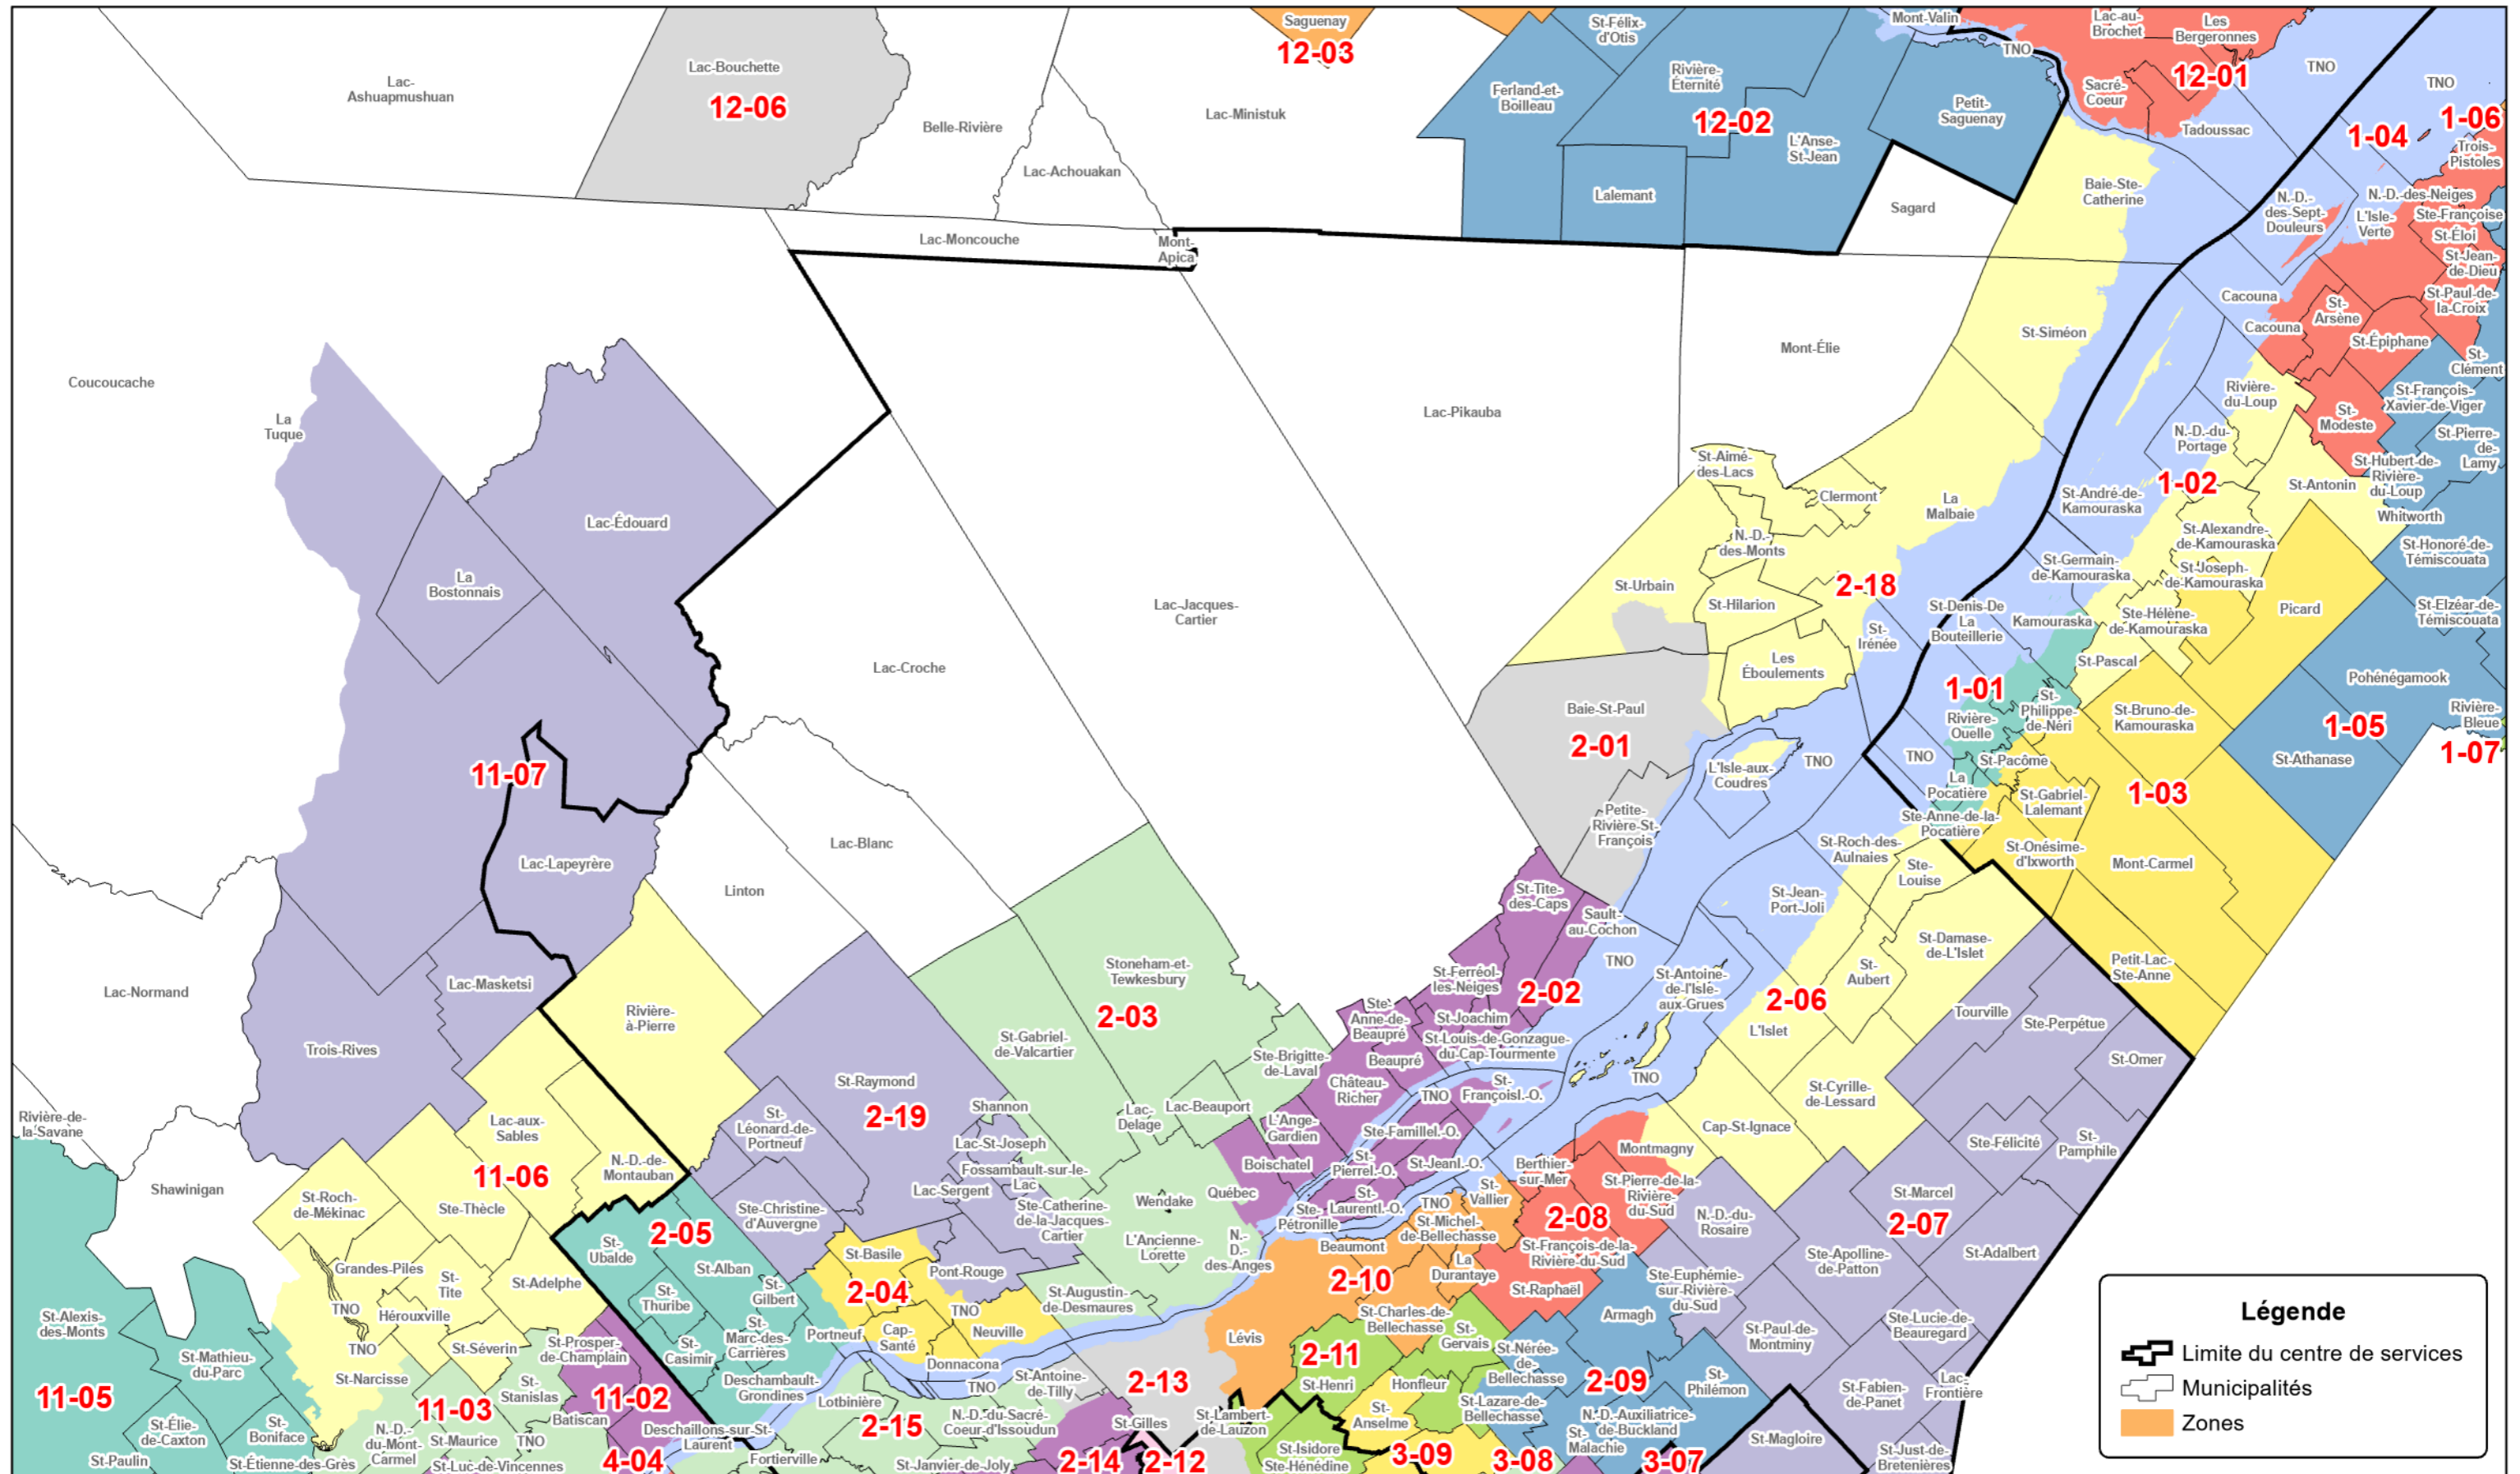 Lac-
Ashuapmushuan
Lac-Bouchette
12-06
Belle-Rivière
Lac-Achouakan
Lac-Ministuk
Saguenay
12-03
St-Félix-
d'Otis
Ferland-et-
Boilleau
Rivière-
Éternité
12-02
L'Anse-
St-Jean
Lalemant
Petit-
Saguenay
Sagard
Mont-Valin
TNO
Lac-au-
Brochet
Les
Bergeronnes
12-01
Sacré-
Coeur
Tadoussac
TNO
TNO
1-04
1-06
Trois-
Pistoles
Baie-Ste-
Catherine
N.-D.-
des-Sept-
Douleurs
N.-D.-des-Neiges
L'Isle-
Verte
Ste-Françoise
St-Éloi
St-Jean-
de-Dieu
Lac-Moncouche
Mont-
Apica
Cacouna
Cacouna
St-
Arsène
St-Paul-de-
la-Croix
St-Épiphane
St-
Clément
St-Siméon
Mont-Élie
Coucoucache
La
Tuque
Lac-Pikauba
Rivière-
du-Loup
St-
Modeste
St-François-
Xavier-de-Viger
N.-D.-du-
Portage
St-Pierre-
de-
Lamy
St-Hubert-de-
Rivière-
du-Loup
1-02
St-Antonin
Whitworth
St-Aimé-
des-Lacs
Clermont
La
Malbaie
St-André-de-
Kamouraska
N.-D.-
des-Monts
St-Alexandre-
de-Kamouraska
St-Honoré-de-
Témiscouata
Lac-Édouard
La
Bostonnais
St-Germain-
de-Kamouraska
St-Joseph-
de-Kamouraska
St-Urbain
St-Hilarion
2-18
Lac-Jacques-
Cartier
St-Denis-De
La
Bouteillerie
Kamouraska
Ste-Hélène-
de-Kamouraska
Picard
St-Elzéar-de-
Témiscouata
St-
Irénée
Les
Éboulements
St-Pascal
Lac-Croche
Pohénégamook
1-01
St-
Philippe-
de-Néri
Rivière-
Ouelle
St-Bruno-de-
Kamouraska
1-05
Rivière-
Bleue
1-07
St-Athanase
Baie-St-Paul
2-01
L'Isle-aux-
Coudres
TNO
TNO
St-Pacôme
La
Pocatière
St-Gabriel-
Lalemant
1-03
11-07
Petite-
Rivière-St-
François
Ste-Anne-de-la-
Pocatière
St-Roch-des-
Aulnaies
Ste-
Louise
St-Onésime-
d'Ixworth
Mont-Carmel
Lac-Lapeyrère
Lac-Blanc
Linton
St-Tite-
des-Caps
Sault-
au-Cochon
St-Jean-
Port-Joli
St-Damase-
de-L'Islet
Petit-Lac-
Ste-Anne
TNO
St-Antoine-
de-l'Isle-
aux-Grues
St-
Aubert
Lac-Normand
Lac-Masketsi
Stoneham-et-
Tewkesbury
2-03
St-Ferréol-
les-Neiges
2-02
2-06
Tourville
Ste-Perpétue
Rivière-
à-Pierre
Ste-
Anne-de-
Beaupré
St-Joachim
L'Islet
Trois-Rives
St-Gabriel-
de-Valcartier
Ste-Brigitte-
de-Laval
Beaupré
St-Louis-de-Gonzague-
du-Cap-Tourmente
St-Omer
St-Raymond
2-19
Château-
Richer
TNO
St-
FrançoisI.-O.
TNO
St-Cyrille-
de-Lessard
Rivière-de-
la-Savane
Lac-aux-
Sables
St-
Léonard-de-
Portneuf
Shannon
Lac-
Delage
Lac-Beauport
L'Ange-
Gardien
Ste-FamilleI.-O.
Cap-St-Ignace
Ste-Félicité
St-
Pamphile
Lac-St-Joseph
Montmagny
N.-D.-de-
Montauban
Fossambault-sur-le-
Lac
Boischatel
St-
PierreI.-O.
St-JeanI.-O.
Berthier-
sur-Mer
11-06
Shawinigan
St-Roch-
de-Mékinac
Lac-Sergent
Wendake
Québec
St-
LaurentI.-O.
TNO
St-
Vallier
St-Pierre-de-la-
Rivière-
du-Sud
St-Marcel
2-07
Ste-Thècle
Ste-Christine-
d'Auvergne
Ste-Catherine-
de-la-Jacques-
Cartier
Ste-
Pétronille
St-Michel-
de-Bellechasse
2-08
N.-D.-du-
Rosaire
2-05
St-
Ubalde
St-Basile
L'Ancienne-
Lorette
N.-
D.-
des-Anges
Beaumont
St-François-de-la-
Rivière-du-Sud
Ste-Apolline-
de-Patton
St-Adalbert
Grandes-Piles
St-Alban
Pont-Rouge
2-10
La
Durantaye
St-Raphaël
Ste-Euphémie-
sur-Rivière-
du-Sud
St-
Tite
St-Adelphe
St-
Thuribe
St-
Gilbert
2-04
St-Augustin-
de-Desmaures
Armagh
TNO
Hérouxville
TNO
St-Charles-de-
Bellechasse
Ste-Lucie-de-
Beauregard
St-Alexis-
des-Monts
St-
Marc-des-
Carrières
Portneuf
Cap-
Santé
Neuville
Lévis
St-
Gervais
St-Paul-de-
Montminy
TNO
St-Séverin
St-Prosper-
de-Champlain
St-
Casimir
2-11
St-Nérée-
de-
Bellechasse
St-Mathieu-
du-Parc
Donnacona
St-Antoine-
de-Tilly
2-13
2-09
St-
Philémon
Lac-
Frontière
St-Narcisse
St-
Stanislas
Deschambault-
Grondines
TNO
St-Henri
Honfleur
St-Fabien-
de-Panet
11-05
11-03
11-02
Lotbinière
2-15
N.-D.-du-Sacré-
Coeur-d'Issoudun
St-Gilles
St-Lambert-
de-Lauzon
St-
Anselme
St-Lazare-de-
Bellechasse
N.-D.-Auxiliatrice-
de-Buckland
St-Élie-
de-Caxton
St-
Boniface
N.-D.-
du-Mont-
Carmel
St-Maurice
TNO
Batiscan
Deschaillons-sur-St-
Laurent
St-Isidore
St-
Malachie
St-Magloire
St-Just-de-
Bretenières
St-Paulin
St-Étienne-des-Grès
St-Luc-de-Vincennes
4-04
Fortierville
St-Janvier-de-Joly
2-14
2-12
Ste-Hénédine
3-09
3-08
3-07
Légende
Limite du centre de services
Municipalités
Zones